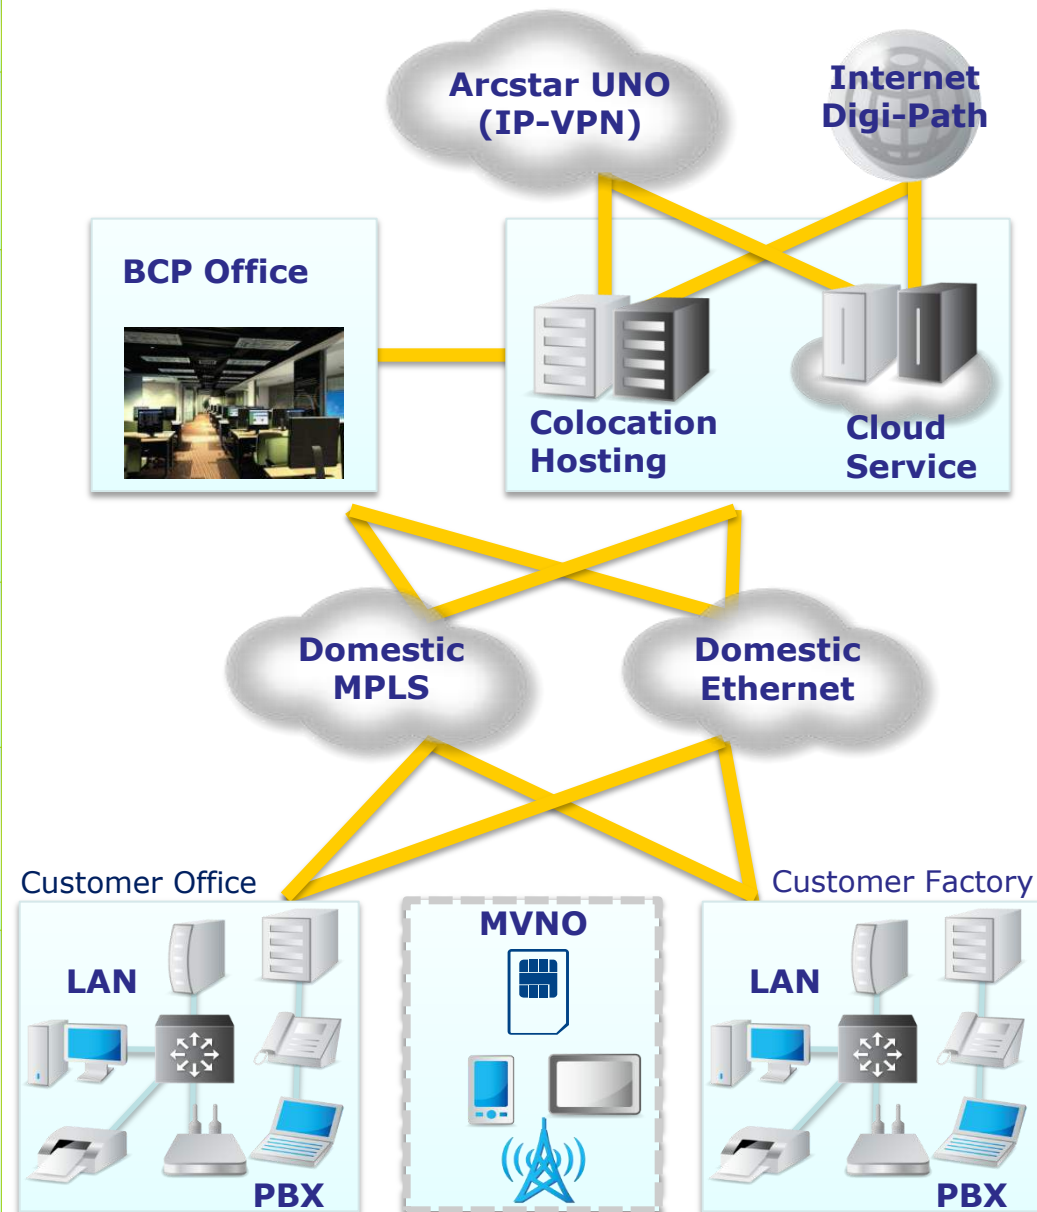 Arcstar UNO
(IP-VPN)
Internet
Digi-Path
BCP Office
Colocation
Hosting
Cloud
Service
Domestic
MPLS
Domestic
Ethernet
Customer Office
Customer Factory
LAN
PBX
MVNO
LAN
PBX